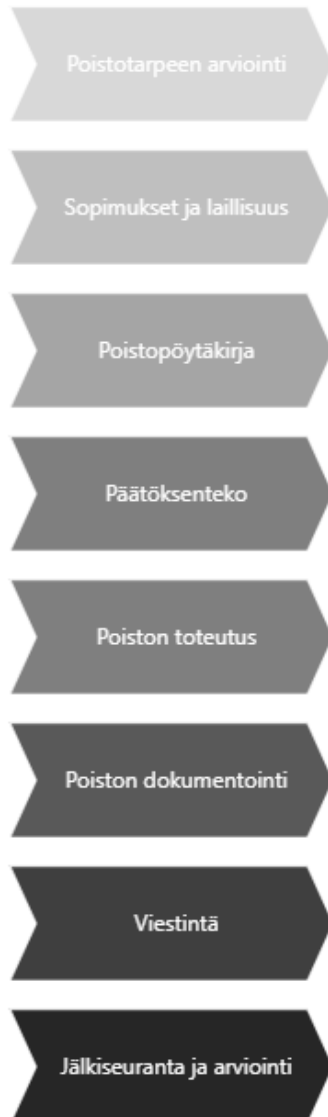 Poistotarpeen arviointi
Sopimukset ja laillisuus
Poistopöytäkirja
Päätöksenteko
Poiston toteutus
Poiston dokumentointi
Viestintä
Jälkiseuranta ja arviointi